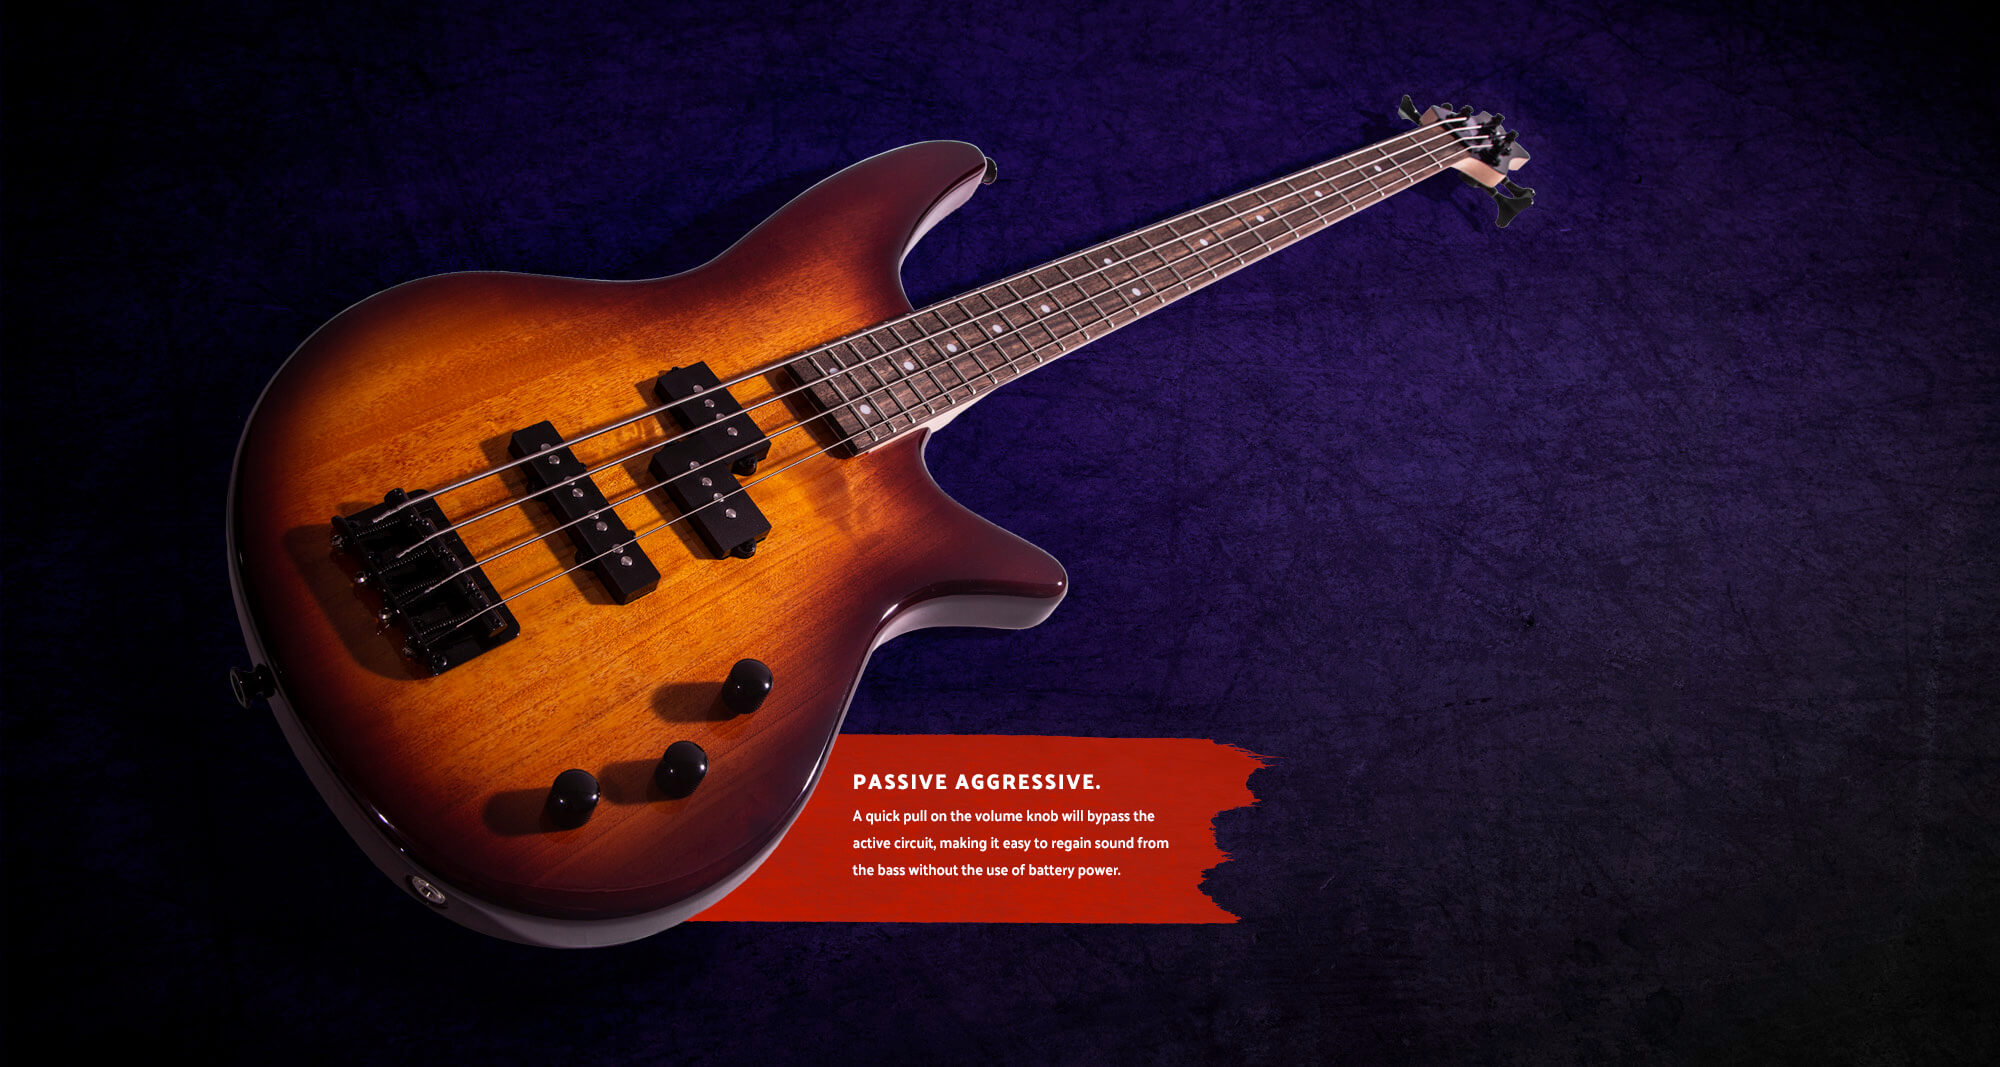 PASSIVE AGGRESSIVE.
A quick pull on the volume knob will bypass the
active circuit, making it easy to regain sound from
the bass without the use of battery power.